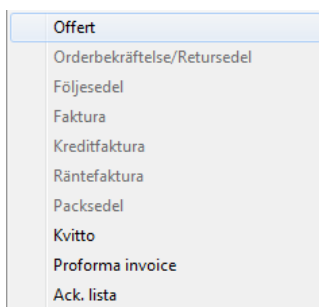 Offert
Orderbekräftelse/Retursedel
Följesedel
Faktura
Kreditfaktura
Räntefaktura
Packsedel
Kvitto
Proforma invoice
Ack. lista